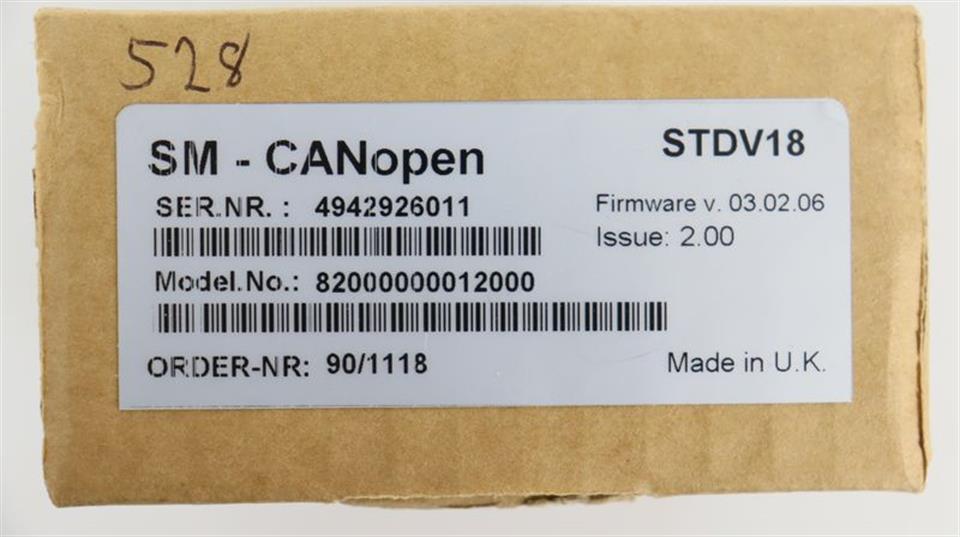 528
SM - CANopen
STDV18
SER.NR. : 4942926011
Firmware v. 03.02.06
Issue: 2.00
Model.No.: 82000000012000
ORDER-NR: 90/1118
Made in U.K.